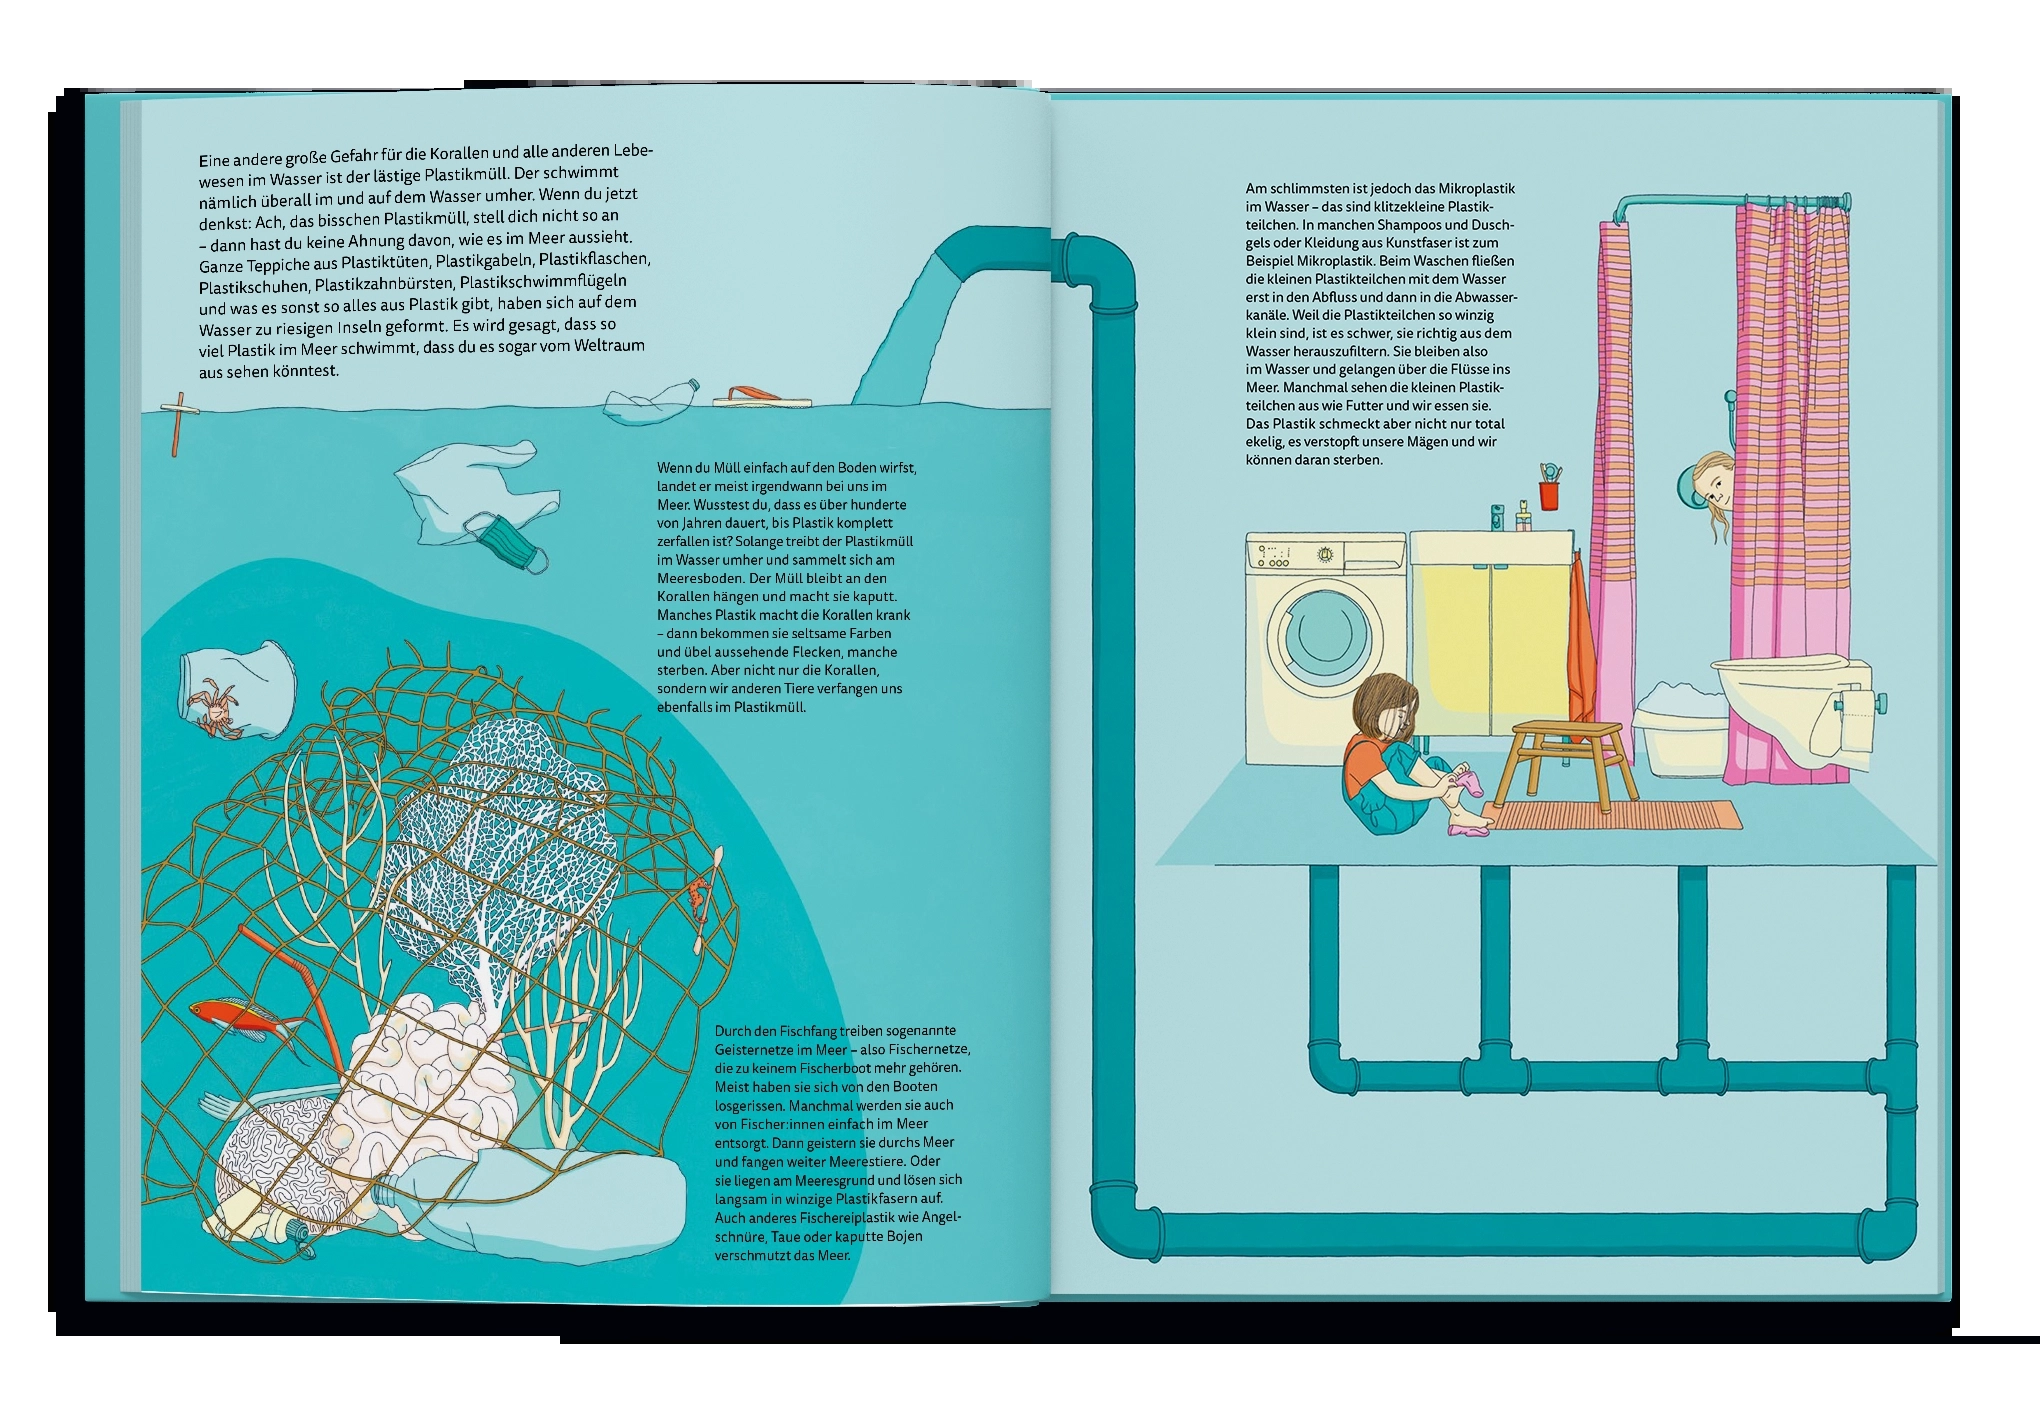 Eine andere große Gefahr für die Korallen und alle anderen Lebe-
wesen im Wasser ist der lästige Plastikmüll. Der schwimmt
nämlich überall im und auf dem Wasser umher. Wenn du jetzt
denkst: Ach, das bisschen Plastikmüll, stell dich nicht so an
– dann hast du keine Ahnung davon, wie es im Meer aussieht.
Ganze Teppiche aus Plastiktüten, Plastikgabeln, Plastikflaschen,
Plastikschuhen, Plastikzahnbürsten, Plastikschwimmflügeln
und was es sonst so alles aus Plastik gibt, haben sich auf dem
Wasser zu riesigen Inseln geformt. Es wird gesagt, dass so
viel Plastik im Meer schwimmt, dass du es sogar vom Weltraum
aus sehen könntest.
Wenn du Müll einfach auf den Boden wirfst,
landet er meist irgendwann bei uns im
Meer. Wusstest du, dass es über hunderte
von Jahren dauert, bis Plastik komplett
zerfallen ist? Solange treibt der Plastikmüll
im Wasser umher und sammelt sich am
Meeresboden. Der Müll bleibt an den
Korallen hängen und macht sie kaputt.
Manches Plastik macht die Korallen krank
– dann bekommen sie seltsame Farben
und übel aussehende Flecken, manche
sterben. Aber nicht nur die Korallen,
sondern wir anderen Tiere verfangen uns
ebenfalls im Plastikmüll.
Durch den Fischfang treiben sogenannte
Geisternetze im Meer – also Fischernetze,
die zu keinem Fischerboot mehr gehören.
Meist haben sie sich von den Booten
losgerissen. Manchmal werden sie auch
von Fischer:innen einfach im Meer
entsorgt. Dann geistern sie durchs Meer
und fangen weiter Meerestiere. Oder
sie liegen am Meeresgrund und lösen sich
langsam in winzige Plastikfasern auf.
Auch anderes Fischereiplastik wie Angel-
schnüre, Taue oder kaputte Bojen
verschmutzt das Meer.
Am schlimmsten ist jedoch das Mikroplastik
im Wasser – das sind klitzekleine Plastik-
teilchen. In manchen Shampoos und Dusch-
gels oder Kleidung aus Kunstfaser ist zum
Beispiel Mikroplastik. Beim Waschen fließen
die kleinen Plastikteilchen mit dem Wasser
erst in den Abfluss und dann in die Abwasser-
kanäle. Weil die Plastikteilchen so winzig
klein sind, ist es schwer, sie richtig aus dem
Wasser herauszufiltern. Sie bleiben also
im Wasser und gelangen über die Flüsse ins
Meer. Manchmal sehen die kleinen Plastik-
teilchen aus wie Futter und wir essen sie.
Das Plastik schmeckt aber nicht nur total
ekelig, es verstopft unsere Mägen und wir
können daran sterben.